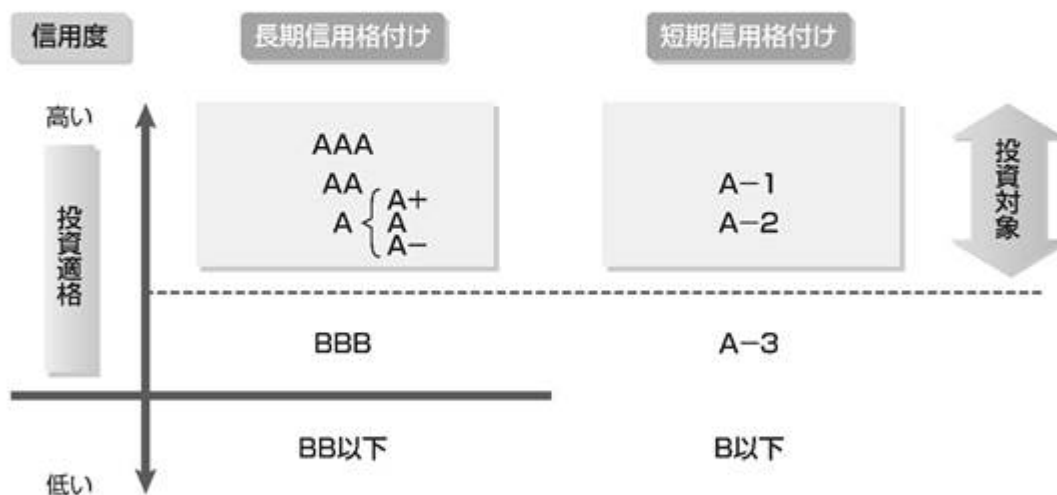 信用度
長期信用格付け
短期信用格付け
高い
投資適格
AAA
AA
A { A+
A
A−
A−1
A−2
投資対象
BBB
A−3
BB以下
B以下
低い